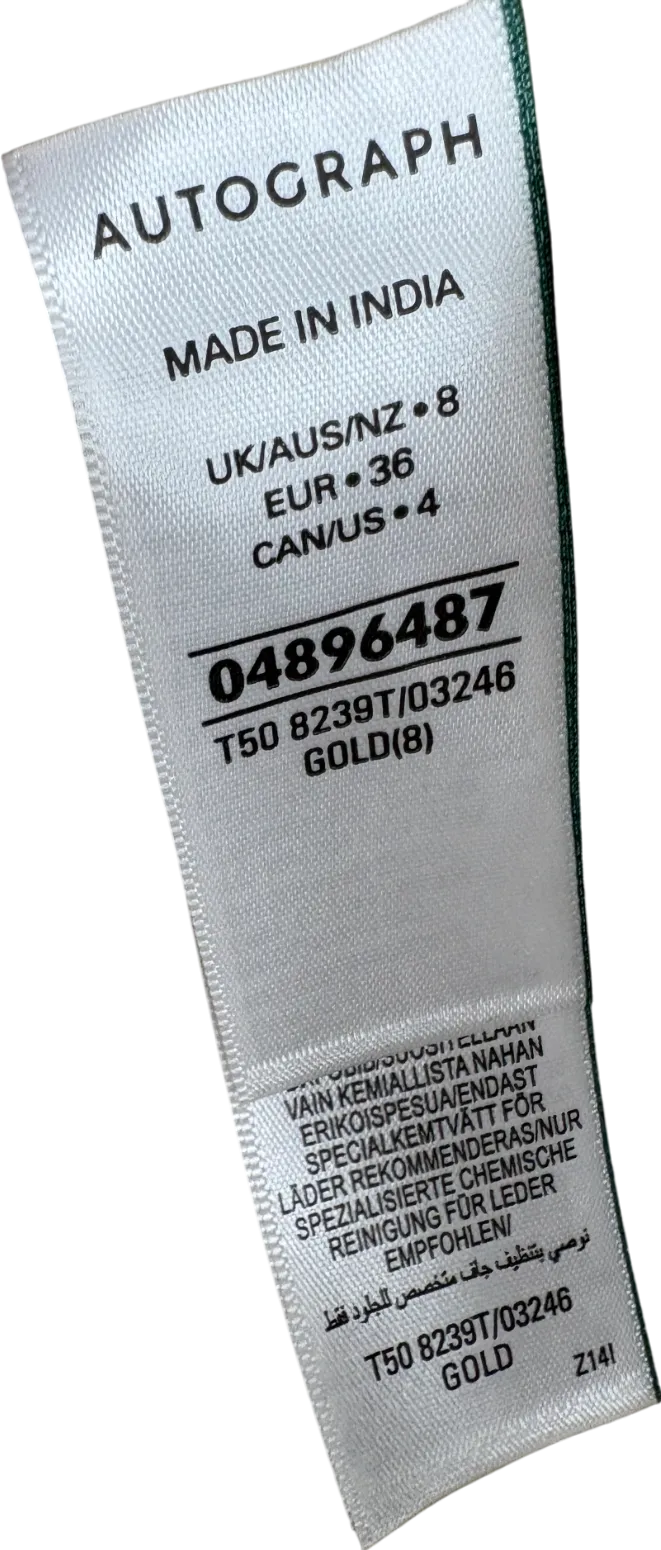 AUTOGRAPH
MADE IN INDIA
UK/AUS/NZ • 8
EUR • 36
CAN/US • 4
04896487
T50 8239T/03246
GOLD(8)
VAIN KEMIALLISTA NAHAN
ERIKOISPESUA/ENDAST
SPECIALKEMTVÄTT FÖR
LÄDER REKOMMENDERAS/NUR
SPEZIALISIERTE CHEMISCHE
REINIGUNG FÜR LEDER
EMPFOHLEN/
نوصي بتنظيف جاف متخصص للجلود فقط
T50 8239T/03246
GOLD
Z14I